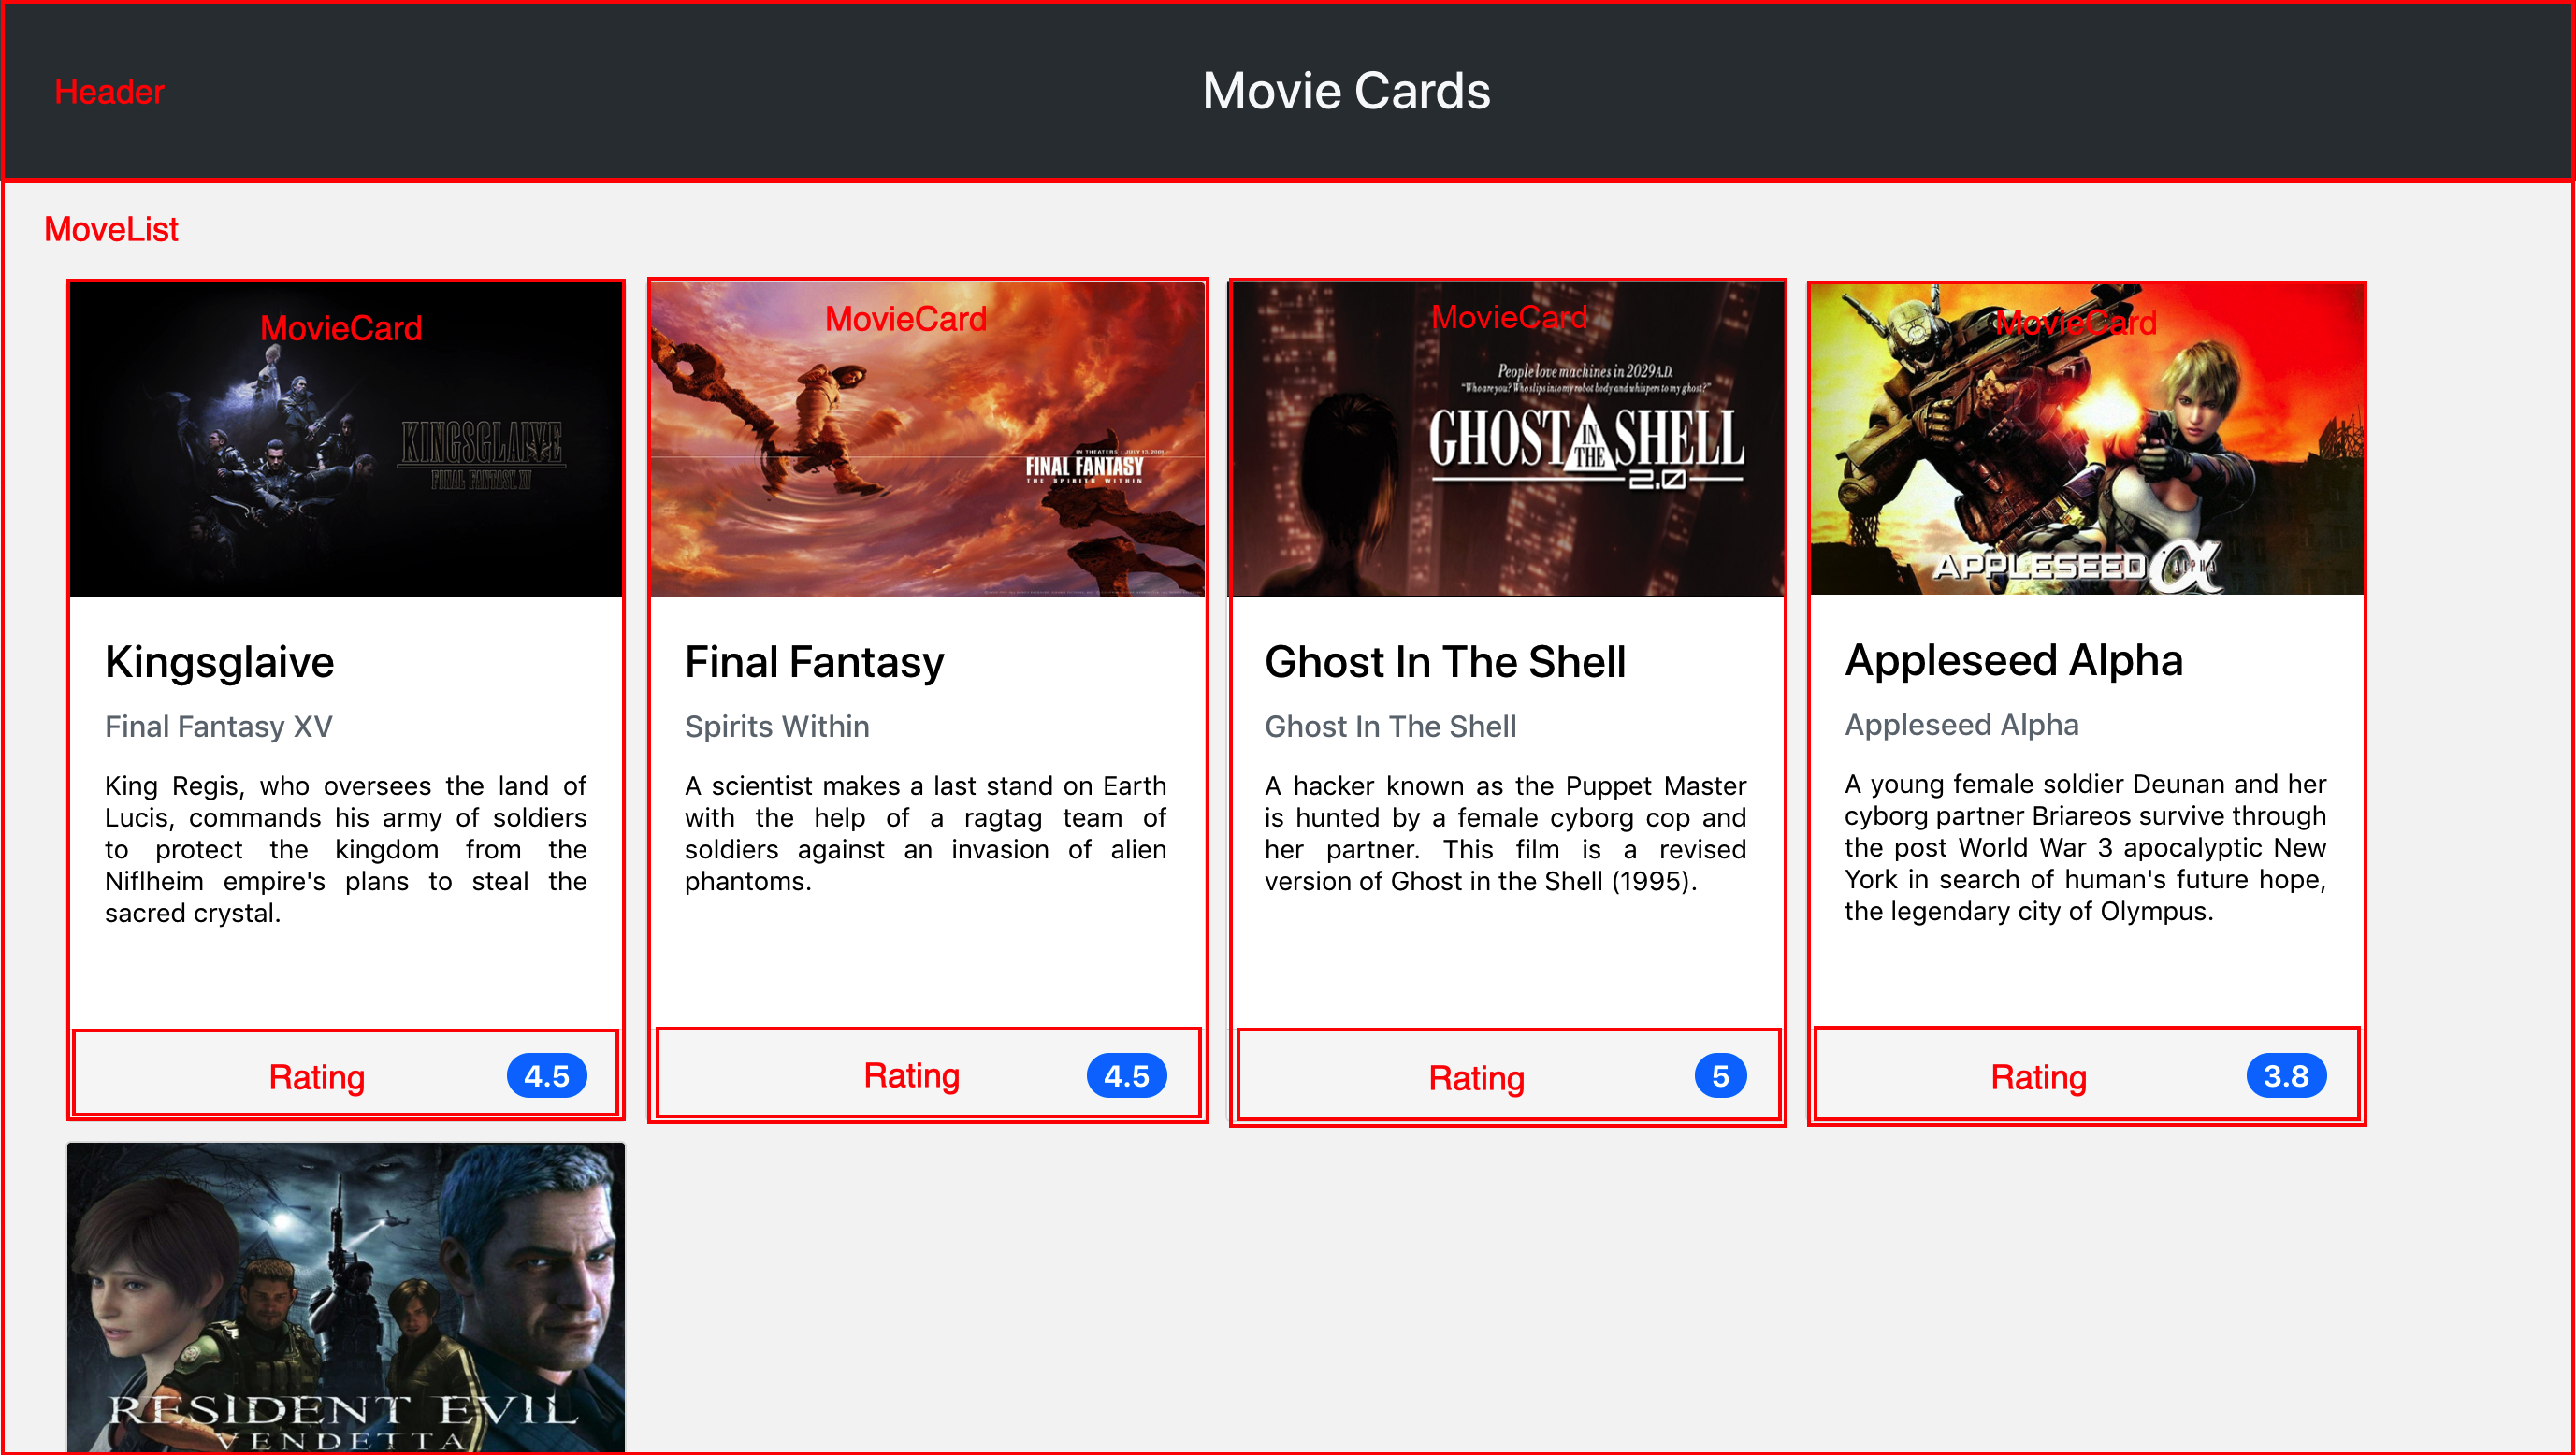 Header
Movie Cards
MoveList
MovieCard
KINGSGLAIVE
FINAL FANTASY XV
Kingsglaive
Final Fantasy XV
King Regis, who oversees the land of
Lucis, commands his army of soldiers
to protect the kingdom from the
Niflheim empire's plans to steal the
sacred crystal.
Rating
4.5
MovieCard
IN THEATERS - JULY 13, 2001
FINAL FANTASY
THE SPIRITS WITHIN
Final Fantasy
Spirits Within
A scientist makes a last stand on Earth
with the help of a ragtag team of
soldiers against an invasion of alien
phantoms.
Rating
4.5
MovieCard
People love machines in 2029 A.D.
"Who are you? Who slips into my robot body and whispers to my ghost?"
GHOST IN THE SHELL
2.0
Ghost In The Shell
Ghost In The Shell
A hacker known as the Puppet Master
is hunted by a female cyborg cop and
her partner. This film is a revised
version of Ghost in the Shell (1995).
Rating
5
MovieCard
APPLESEED α
ALPHA
Appleseed Alpha
Appleseed Alpha
A young female soldier Deunan and her
cyborg partner Briareos survive through
the post World War 3 apocalyptic New
York in search of human's future hope,
the legendary city of Olympus.
Rating
3.8
RESIDENT EVIL
VENDETTA